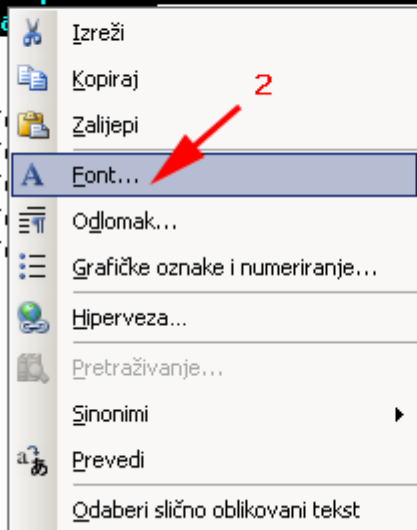 Izreži
Kopiraj
2
Zalijepi
Font...
Odlomak...
Grafičke oznake i numeriranje...
Hiperveza...
Pretraživanje...
Sinonimi
Prevedi
Odaberi slično oblikovani tekst